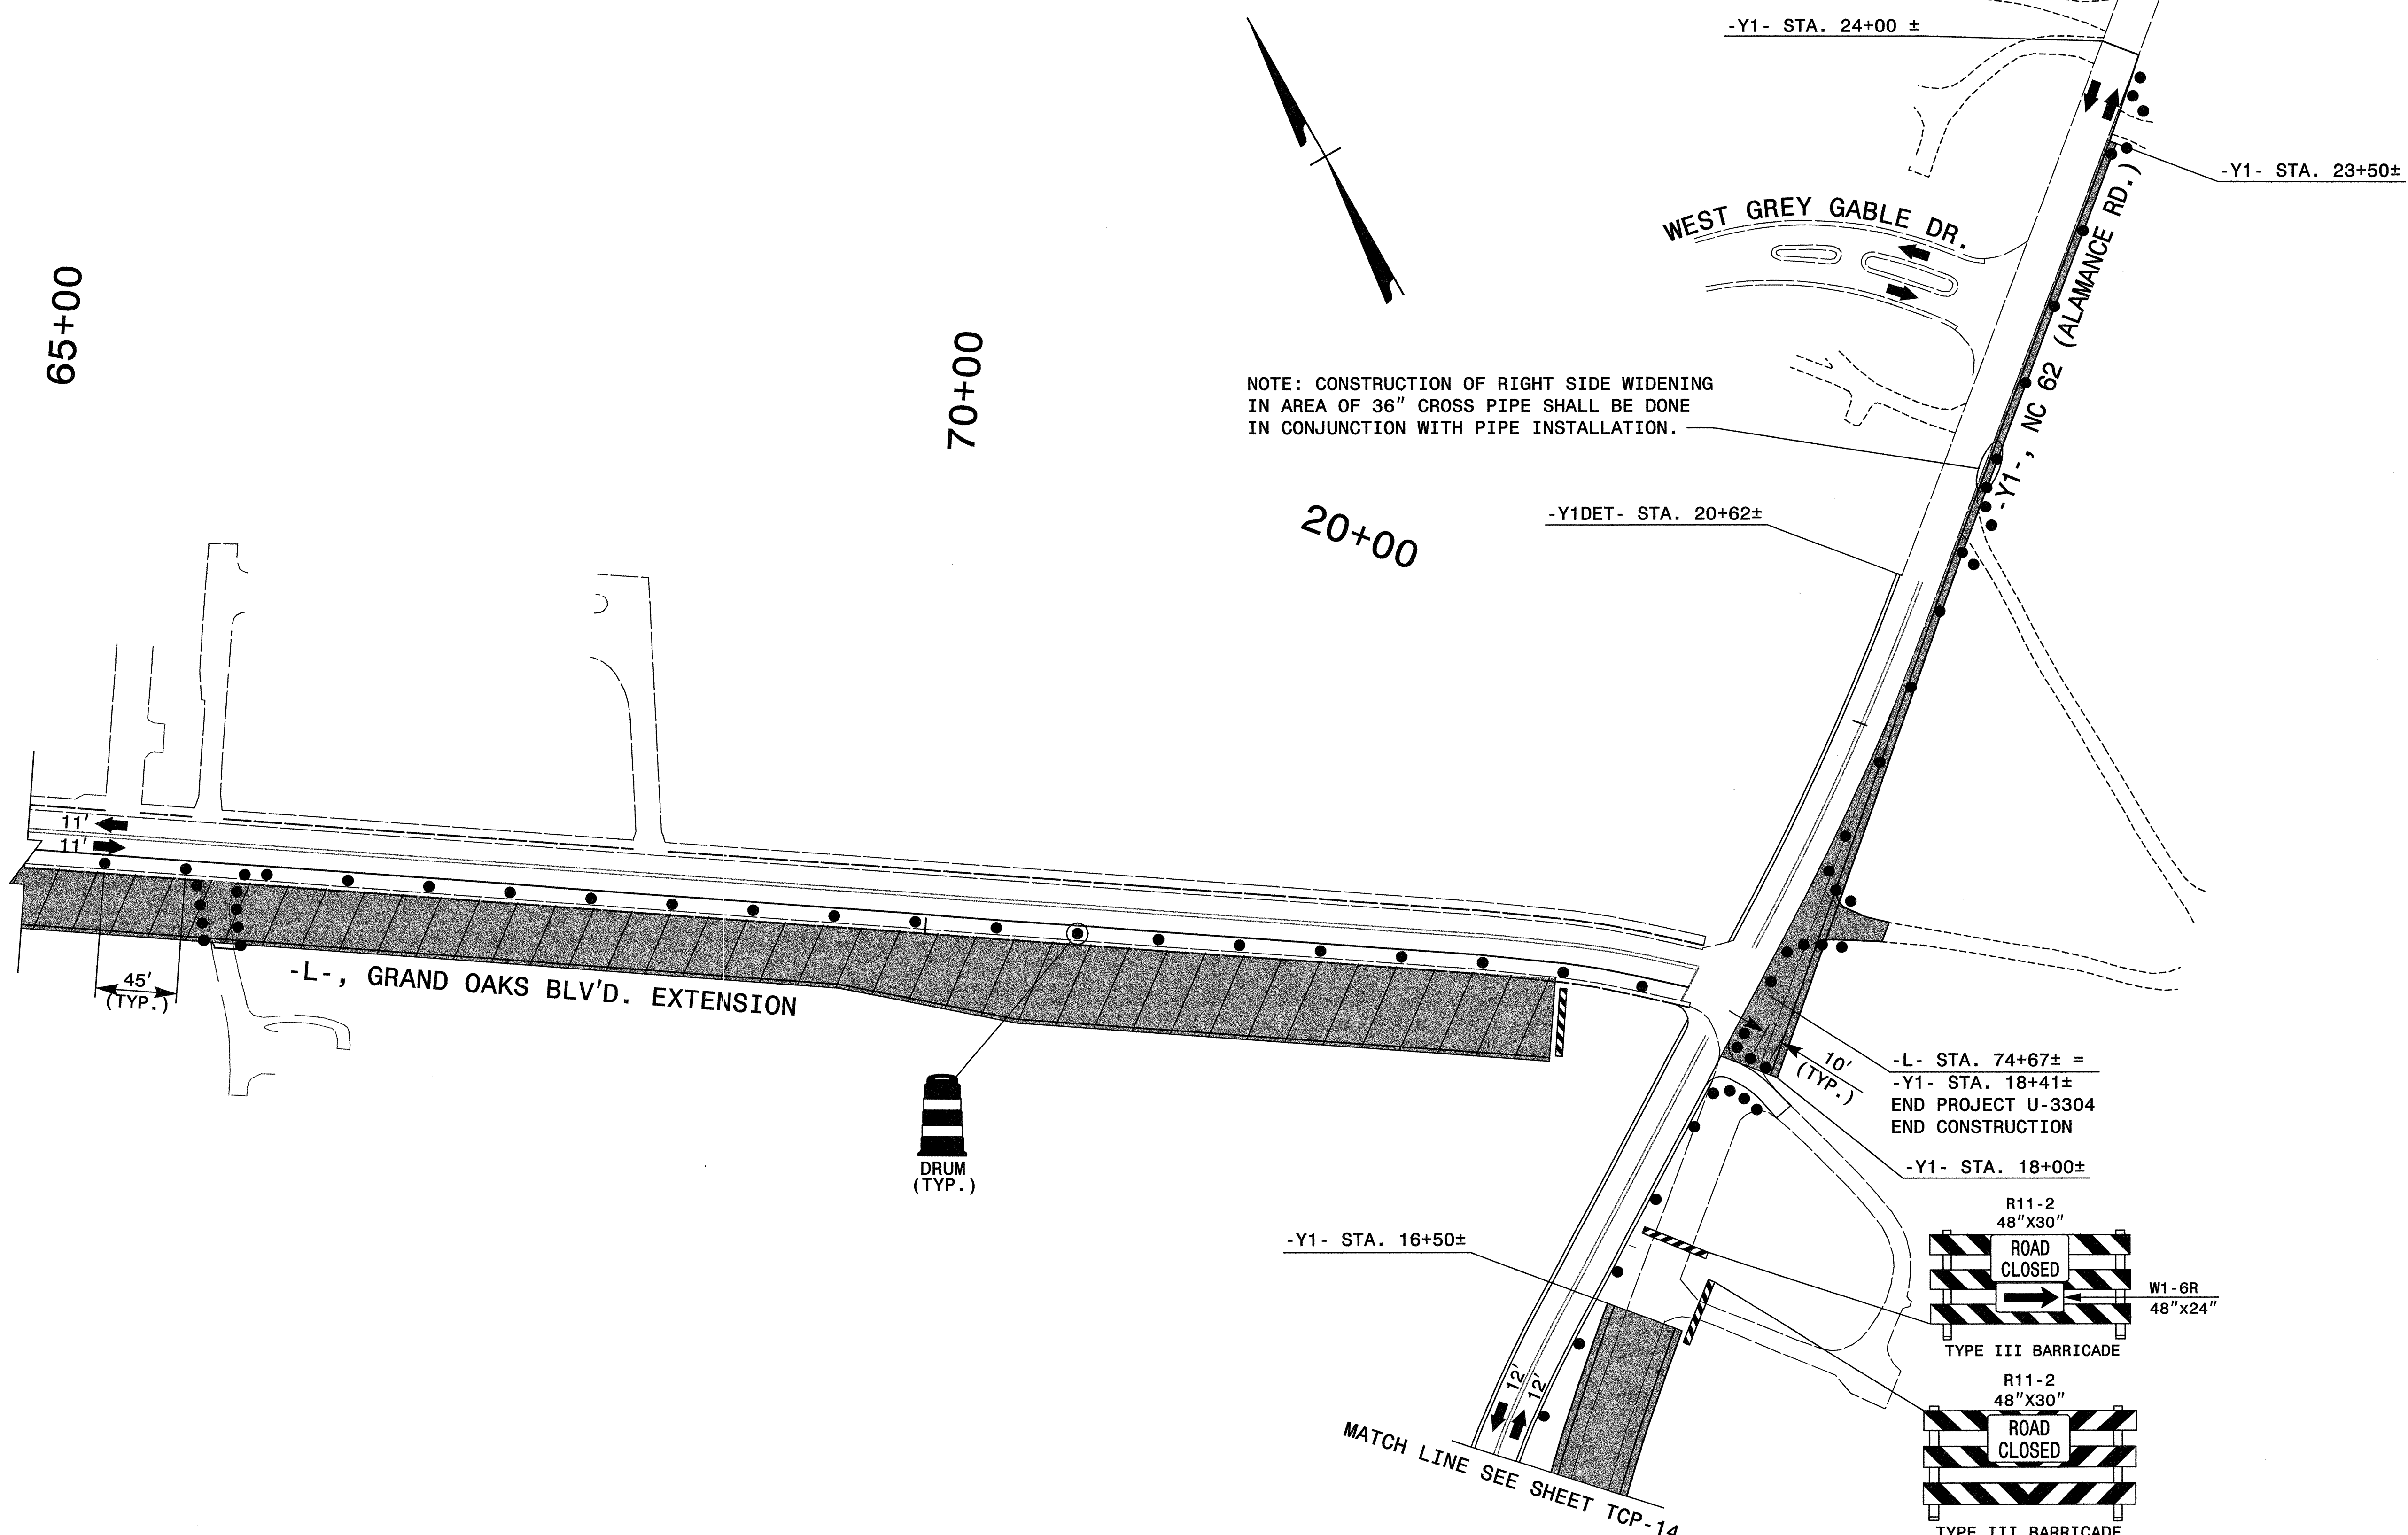 -Y1- STA. 24+00 ±
-Y1- STA. 23+50±
WEST GREY GABLE DR.
-Y1-, NC 62 (ALAMANCE RD.)
65+00
70+00
NOTE: CONSTRUCTION OF RIGHT SIDE WIDENING
IN AREA OF 36" CROSS PIPE SHALL BE DONE
IN CONJUNCTION WITH PIPE INSTALLATION.
20+00
-Y1DET- STA. 20+62±
11'
11'
45'
(TYP.)
-L-, GRAND OAKS BLV'D. EXTENSION
DRUM
(TYP.)
10'
(TYP.)
-L- STA. 74+67± =
-Y1- STA. 18+41±
END PROJECT U-3304
END CONSTRUCTION
-Y1- STA. 18+00±
-Y1- STA. 16+50±
R11-2
48"X30"
ROAD
CLOSED
W1-6R
48"x24"
TYPE III BARRICADE
R11-2
48"X30"
ROAD
CLOSED
TYPE III BARRICADE
12'
12'
MATCH LINE SEE SHEET TCP-14